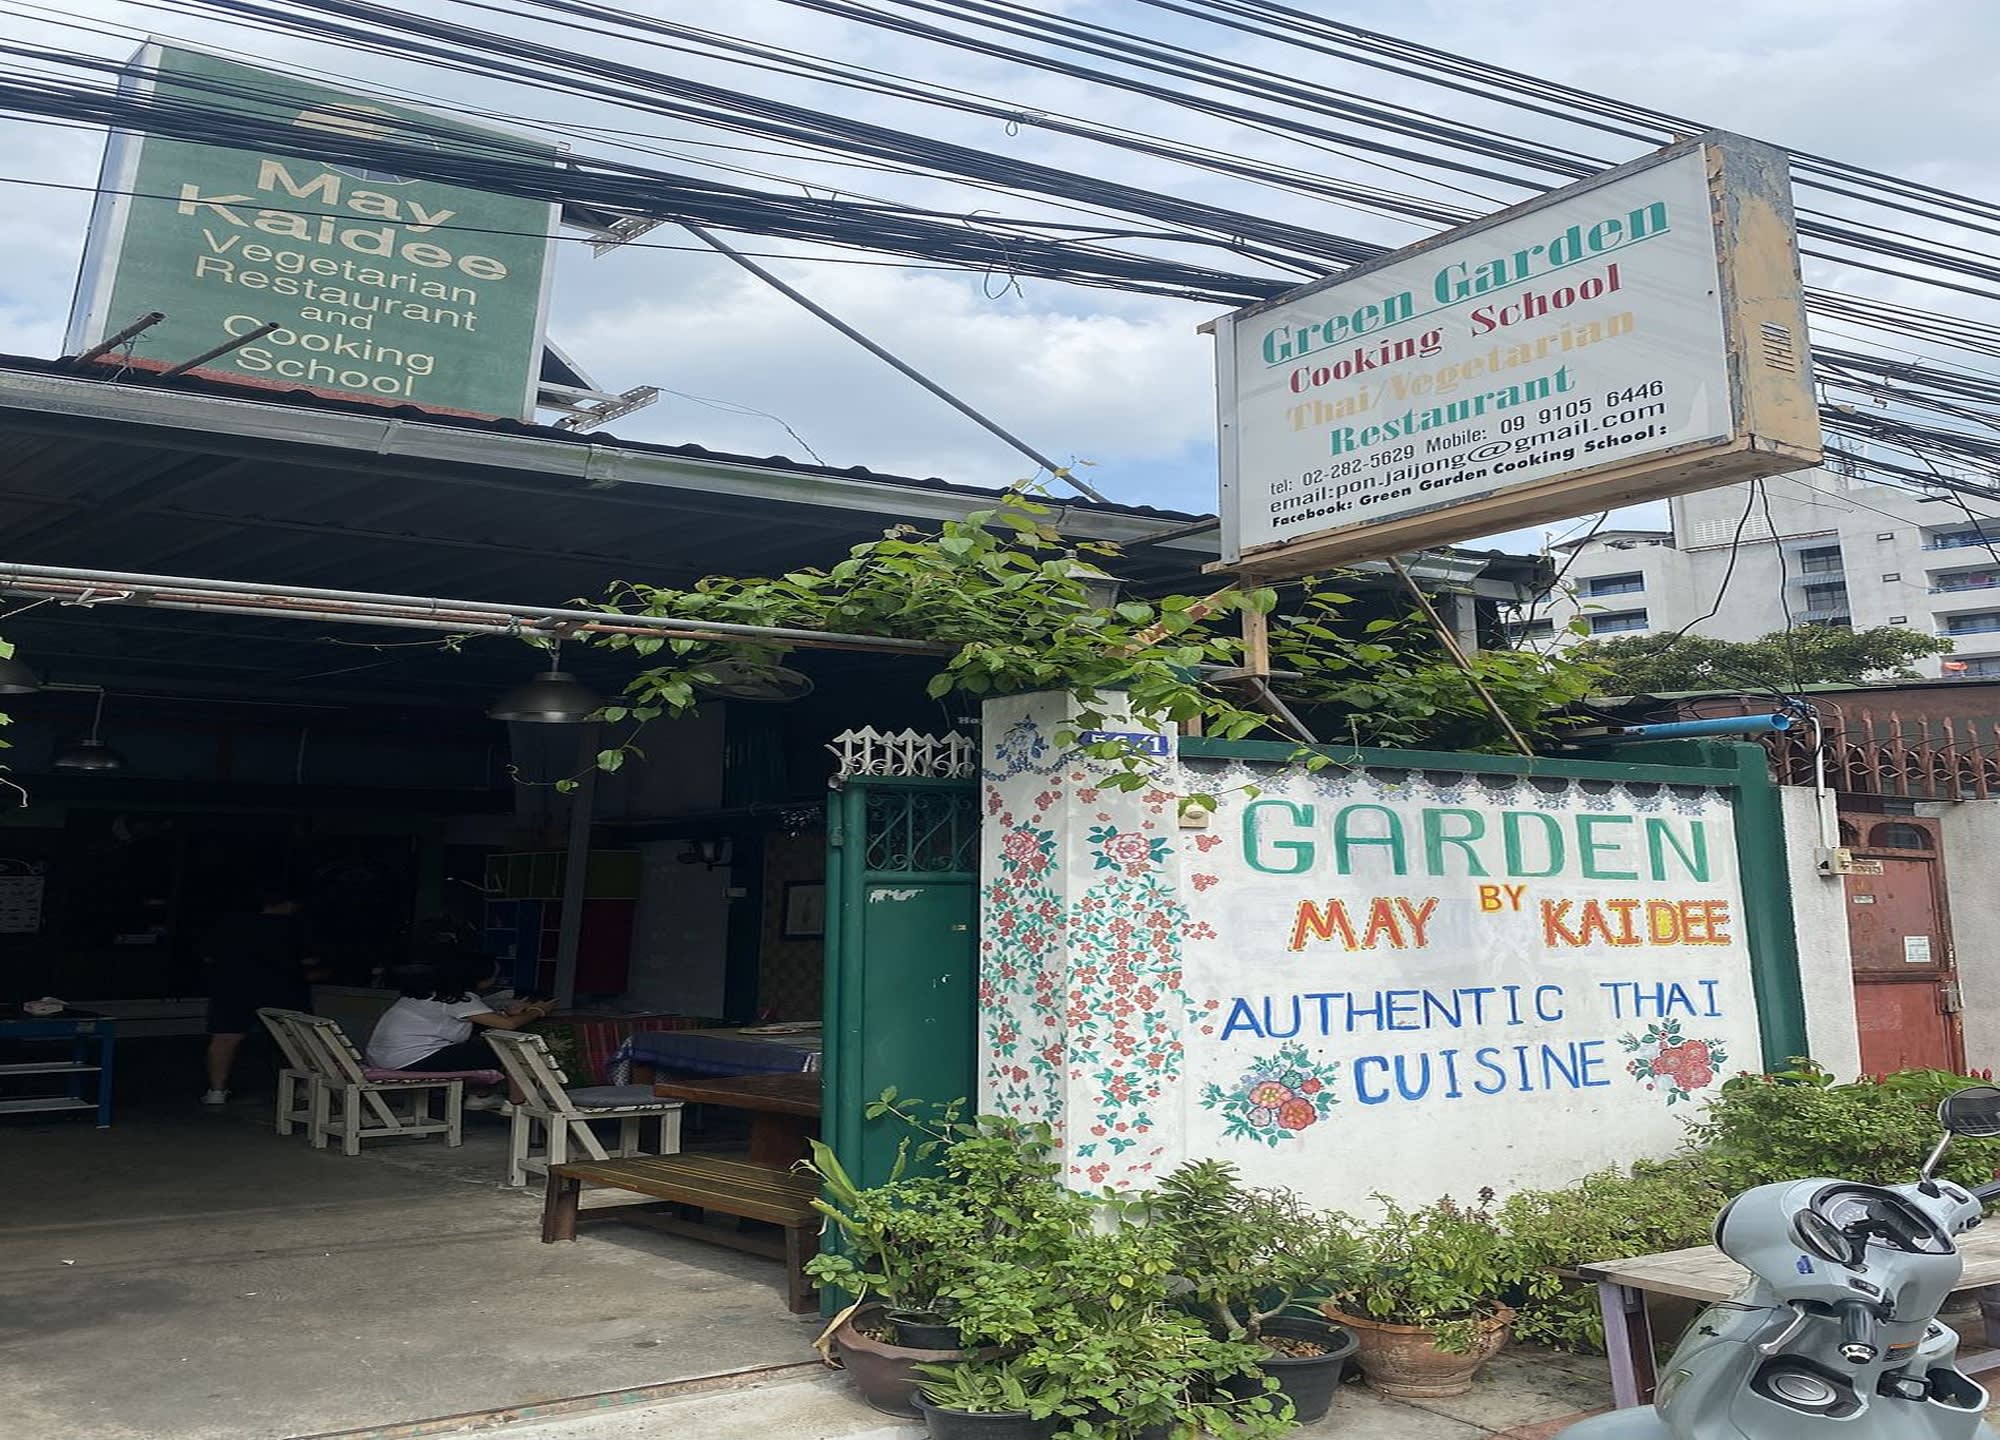 May
Kaidee
Vegetarian
Restaurant
and
Cooking
School
Green Garden
Cooking School
Thai/Vegetarian
Restaurant
tel: 02-282-5629 Mobile: 09 9105 6446
email:pon.jaijong@gmail.com
Facebook: Green Garden Cooking School:
GARDEN
BY
MAY KAIDEE
AUTHENTIC THAI
CUISINE